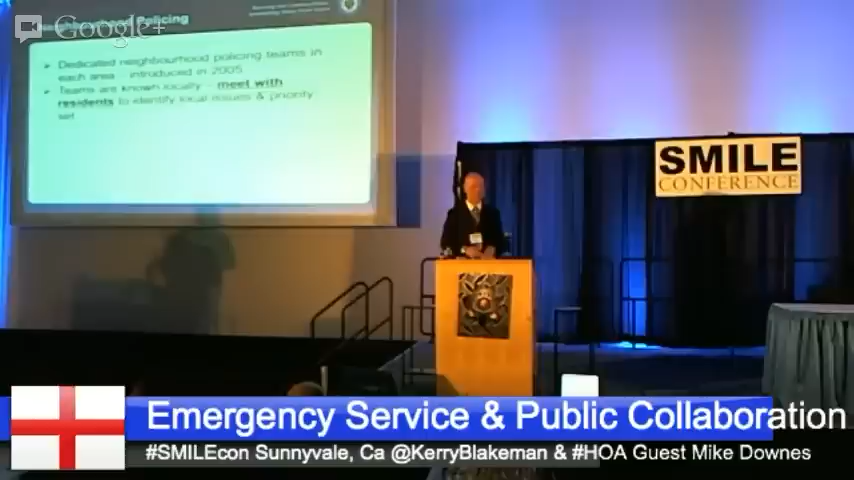 Google+
Neighbourhood Policing
Dedicated neighbourhood policing teams in
each area - introduced in 2005
Teams are known locally - meet with
residents to identify local issues & priority
set
SMILE
CONFERENCE
Emergency Service & Public Collaboration
#SMILEcon Sunnyvale, Ca @KerryBlakeman & #HOA Guest Mike Downes